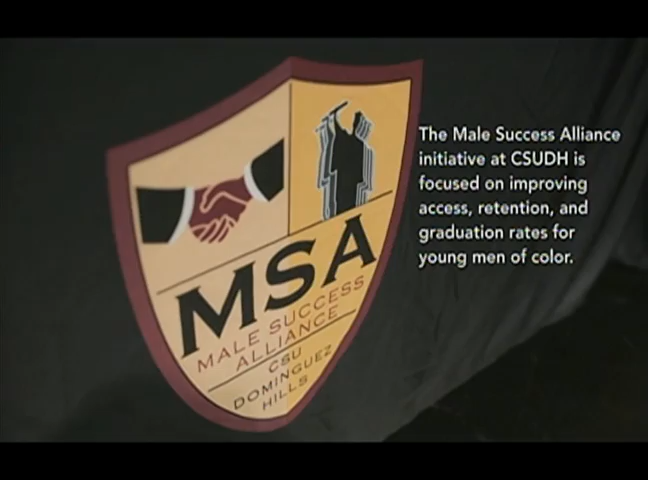 The Male Success Alliance
initiative at CSUDH is
focused on improving
access, retention, and
graduation rates for
young men of color.
MSA
MALE SUCCESS
ALLIANCE
CSU
DOMINGUEZ
HILLS